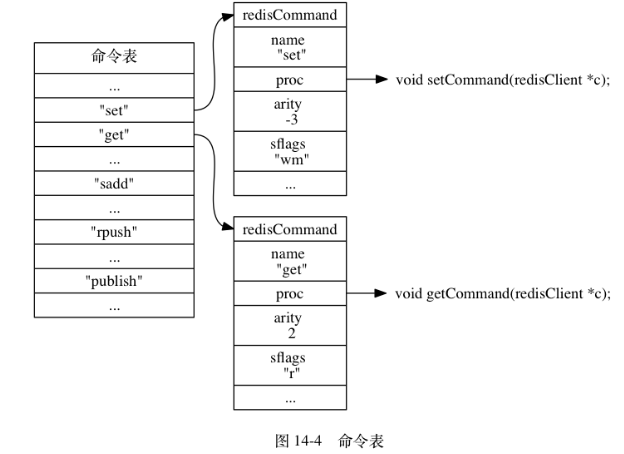 命令表
...
"set"
"get"
...
"sadd"
...
"rpush"
...
"publish"
...
redisCommand
name
"set"
proc
arity
-3
sflags
"wm"
...
void setCommand(redisClient *c);
redisCommand
name
"get"
proc
arity
2
sflags
"r"
...
void getCommand(redisClient *c);
图 14-4 命令表